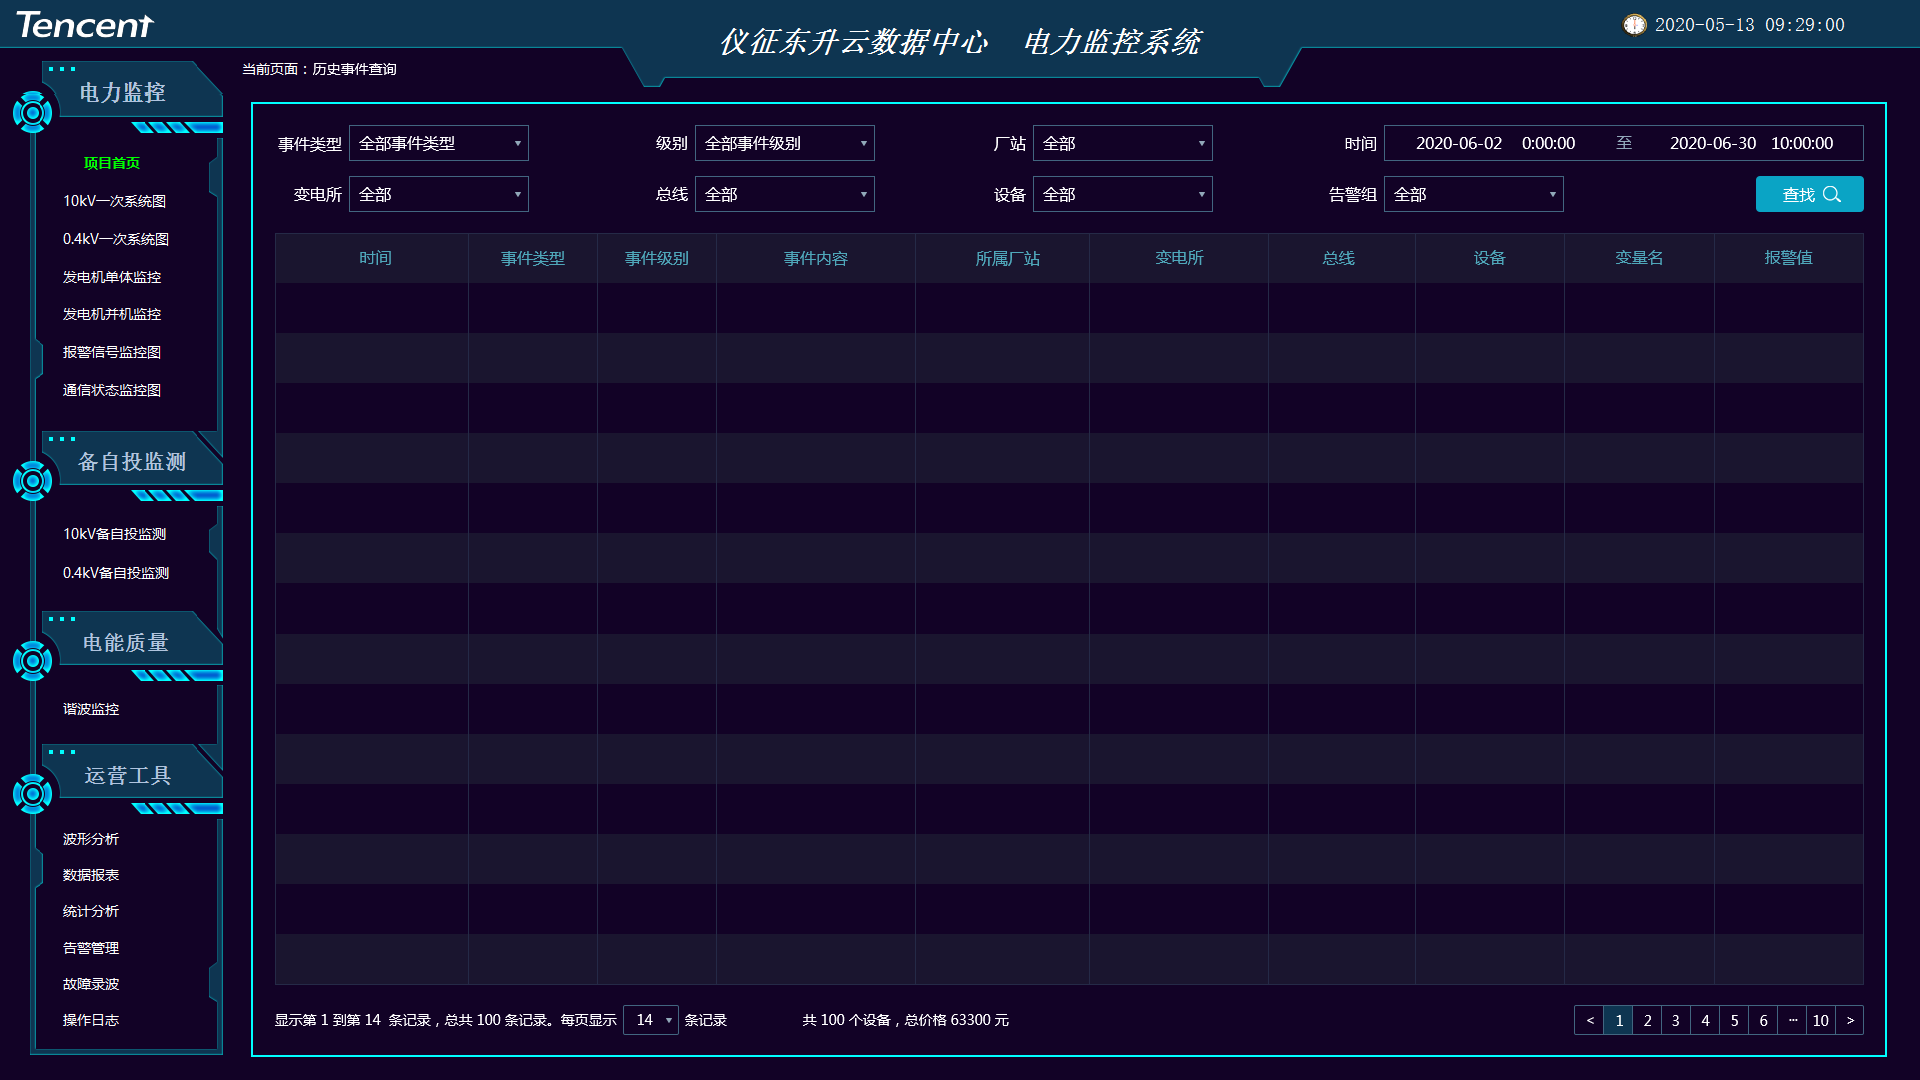 Tencent
仪征东升云数据中心 电力监控系统
2020-05-13 09:29:00
当前页面：历史事件查询
电力监控
项目首页
10kV一次系统图
0.4kV一次系统图
发电机单体监控
发电机并机监控
报警信号监控图
通信状态监控图
备自投监测
10kV备自投监测
0.4kV备自投监测
电能质量
谐波监控
运营工具
波形分析
数据报表
统计分析
告警管理
故障录波
操作日志
事件类型 全部事件类型 级别 全部事件级别 厂站 全部 时间 2020-06-02 0:00:00 至 2020-06-30 10:00:00
变电所 全部 总线 全部 设备 全部 告警组 全部 查找
时间 事件类型 事件级别 事件内容 所属厂站 变电所 总线 设备 变量名 报警值
显示第 1 到第 14 条记录，总共 100 条记录。每页显示 14 条记录 共 100 个设备，总价格 63300 元
< 1 2 3 4 5 6 ··· 10 >